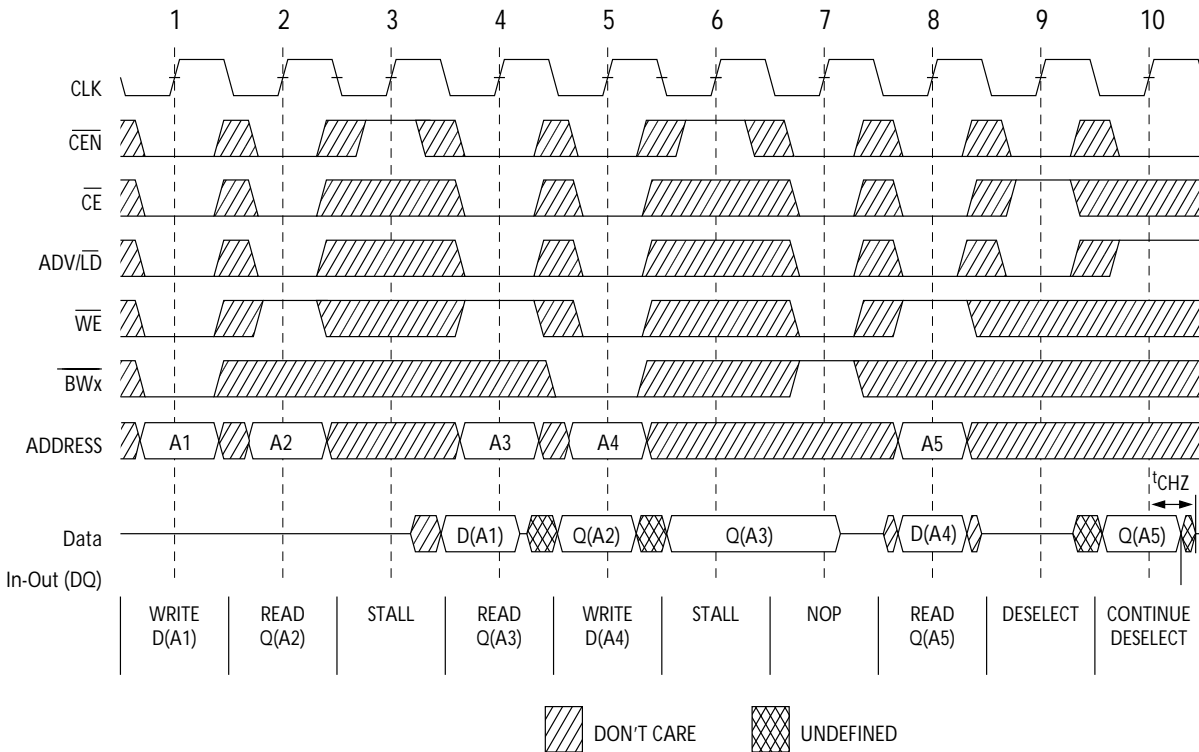 1 2 3 4 5 6 7 8 9 10
CLK
CEN
CE
ADV/LD
WE
BWx
ADDRESS A1 A2 A3 A4 A5
tCHZ
Data D(A1) Q(A2) Q(A3) D(A4) Q(A5)
In-Out (DQ)
WRITE READ STALL READ WRITE STALL NOP READ DESELECT CONTINUE
D(A1) Q(A2) Q(A3) D(A4) Q(A5) DESELECT
DON'T CARE UNDEFINED